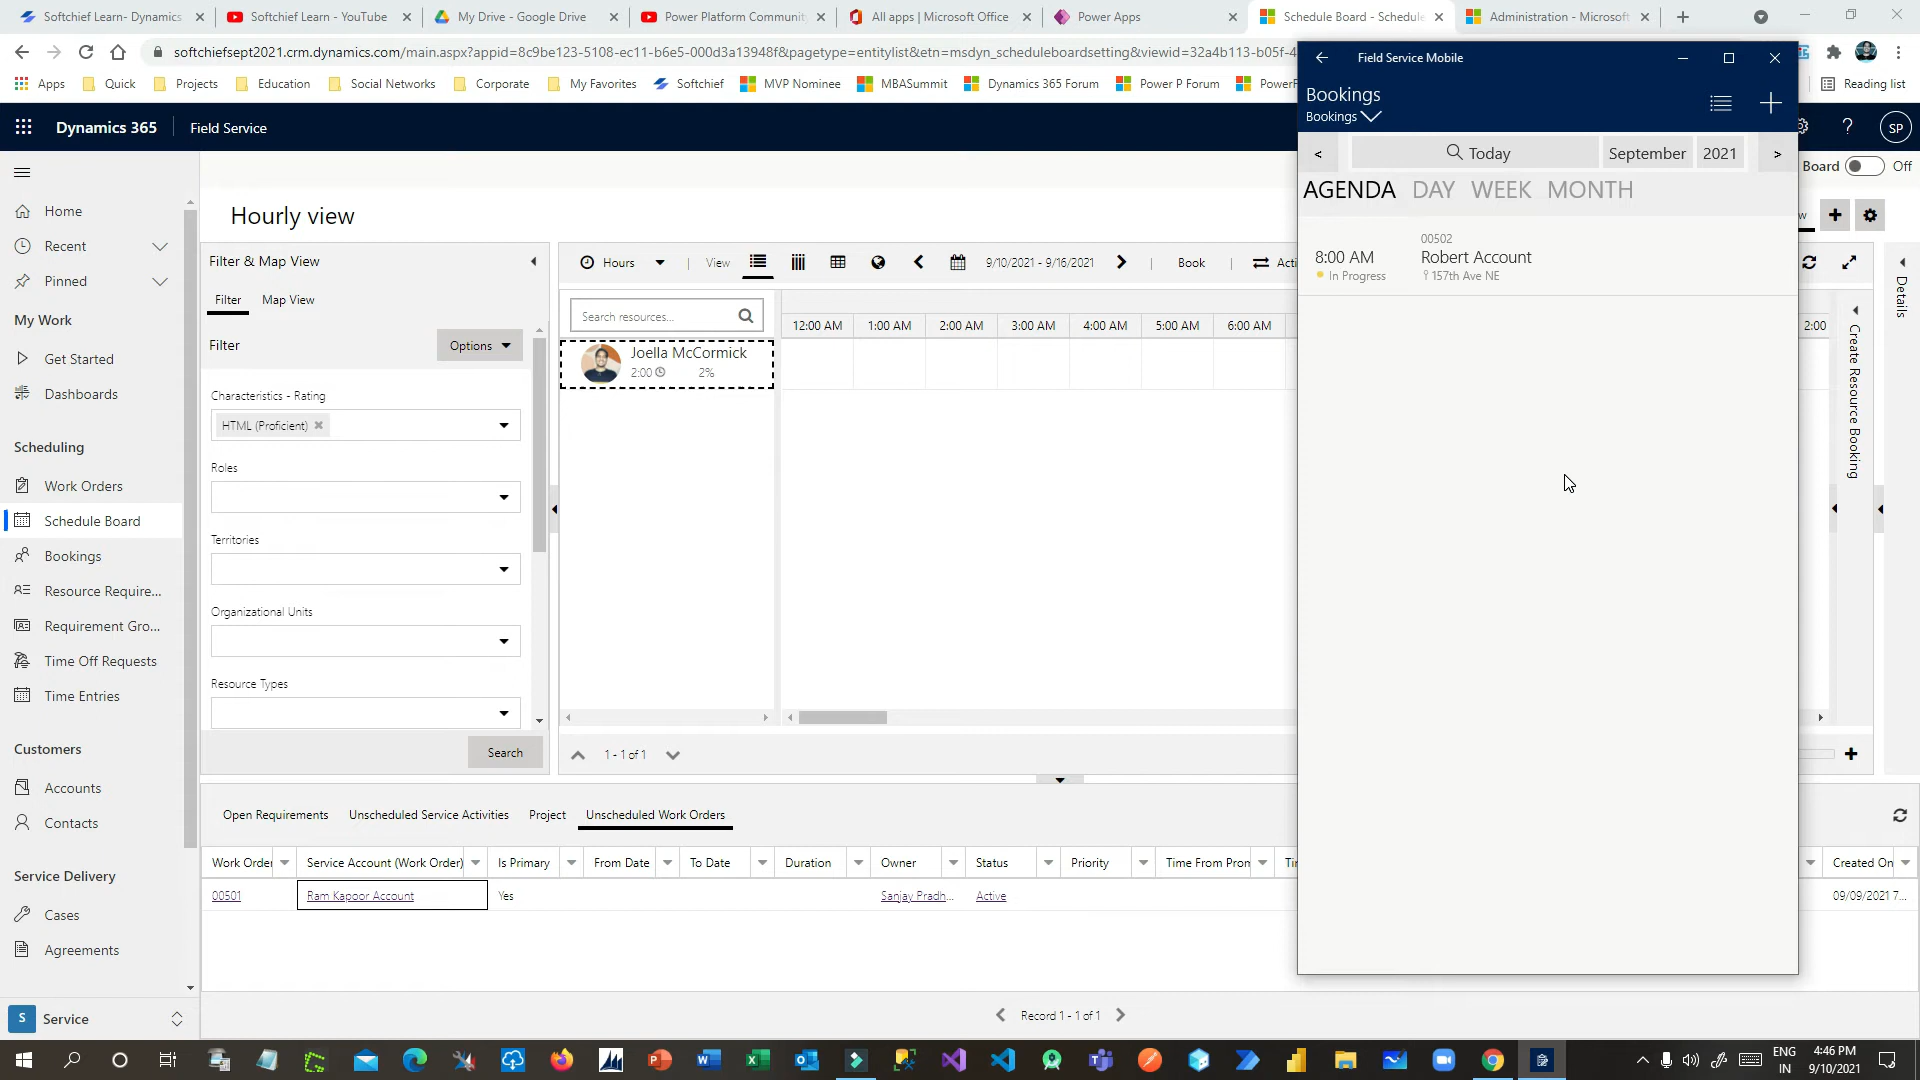 Softchief Learn- Dynamics
Softchief Learn - YouTube
My Drive - Google Drive
Power Platform Communit
All apps | Microsoft Office
Power Apps
Schedule Board - Schedule
Administration - Microsoft
softchiefsept2021.crm.dynamics.com/main.aspx?appid=8c9be123-5108-ec11-b6e5-000d3a13948f&pagetype=entitylist&etn=msdyn_scheduleboardsetting&viewid=32a4b113-b05f-4
Apps
Quick
Projects
Education
Social Networks
Corporate
My Favorites
Softchief
MVP Nominee
MBASummit
Dynamics 365 Forum
Power P Forum
PowerF
Reading list
Dynamics 365
Field Service
SP
Field Service Mobile
Bookings
Bookings
< Today September 2021 >
AGENDA DAY WEEK MONTH
00502
8:00 AM Robert Account
In Progress 157th Ave NE
Board Off
Home
Recent
Pinned
My Work
Get Started
Dashboards
Scheduling
Work Orders
Schedule Board
Bookings
Resource Require...
Requirement Gro...
Time Off Requests
Time Entries
Customers
Accounts
Contacts
Service Delivery
Cases
Agreements
S Service
Hourly view
Filter & Map View
Filter Map View
Filter Options
Characteristics - Rating
HTML (Proficient)
Roles
Territories
Organizational Units
Resource Types
Search
Hours View 9/10/2021 - 9/16/2021 Book Acti
Search resources...
12:00 AM 1:00 AM 2:00 AM 3:00 AM 4:00 AM 5:00 AM 6:00 AM 2:00
Joella McCormick
2:00 2%
1 - 1 of 1
Details
Create Resource Booking
Open Requirements Unscheduled Service Activities Project Unscheduled Work Orders
Work Order Service Account (Work Order) Is Primary From Date To Date Duration Owner Status Priority Time From Prom Tir Created On
00501 Ram Kapoor Account Yes Sanjay Pradh... Active 09/09/2021 7...
Record 1 - 1 of 1
ENG
IN
4:46 PM
9/10/2021